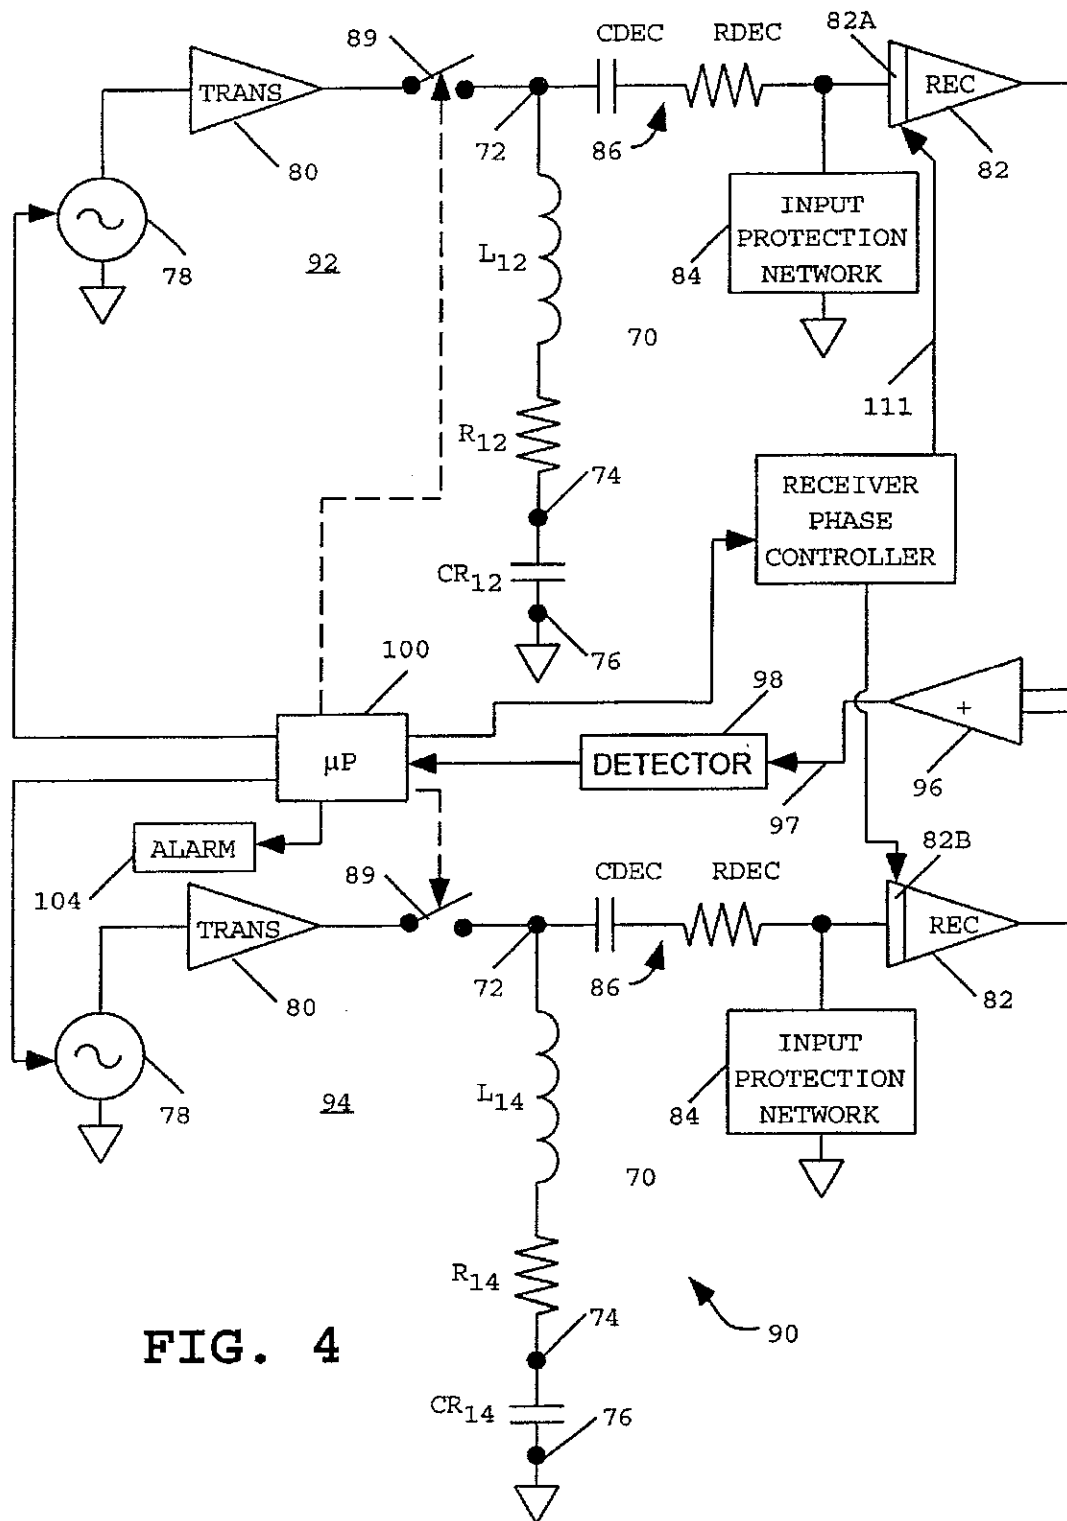 89
CDEC
RDEC
82A
TRANS
REC
72
86
80
82
INPUT
PROTECTION
NETWORK
78
92
L12
84
70
111
R12
74
RECEIVER
PHASE
CONTROLLER
CR12
76
100
98
+
µP
DETECTOR
96
97
ALARM
82B
104
89
CDEC
RDEC
TRANS
REC
72
86
80
82
INPUT
PROTECTION
NETWORK
78
94
L14
84
70
R14
74
90
FIG. 4
CR14
76